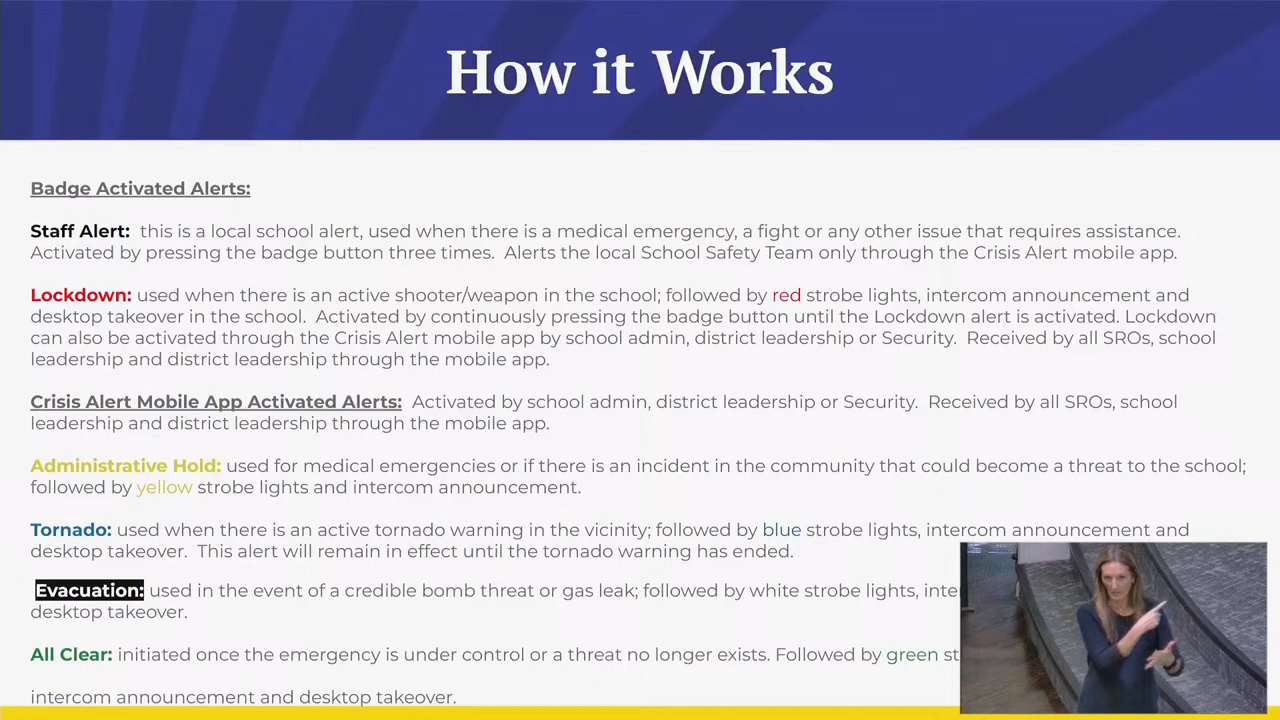 How it Works
Badge Activated Alerts:
Staff Alert: this is a local school alert, used when there is a medical emergency, a fight or any other issue that requires assistance.
Activated by pressing the badge button three times. Alerts the local School Safety Team only through the Crisis Alert mobile app.
Lockdown: used when there is an active shooter/weapon in the school; followed by red strobe lights, intercom announcement and
desktop takeover in the school. Activated by continuously pressing the badge button until the Lockdown alert is activated. Lockdown
can also be activated through the Crisis Alert mobile app by school admin, district leadership or Security. Received by all SROs, school
leadership and district leadership through the mobile app.
Crisis Alert Mobile App Activated Alerts: Activated by school admin, district leadership or Security. Received by all SROs, school
leadership and district leadership through the mobile app.
Administrative Hold: used for medical emergencies or if there is an incident in the community that could become a threat to the school;
followed by yellow strobe lights and intercom announcement.
Tornado: used when there is an active tornado warning in the vicinity; followed by blue strobe lights, intercom announcement and
desktop takeover. This alert will remain in effect until the tornado warning has ended.
Evacuation: used in the event of a credible bomb threat or gas leak; followed by white strobe lights,
desktop takeover.
All Clear: initiated once the emergency is under control or a threat no longer exists. Followed by green
intercom announcement and desktop takeover.